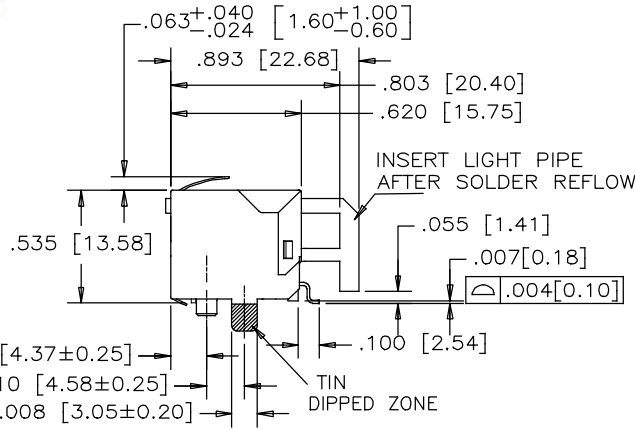 .063+.040 -.024 [1.60+1.00 -0.60]
.893 [22.68]
.803 [20.40]
.620 [15.75]
INSERT LIGHT PIPE
AFTER SOLDER REFLOW
.055 [1.41]
.535 [13.58]
.007[0.18]
⌓ .004[0.10]
[4.37±0.25]
.100 [2.54]
10 [4.58±0.25]
TIN
DIPPED ZONE
.008 [3.05±0.20]